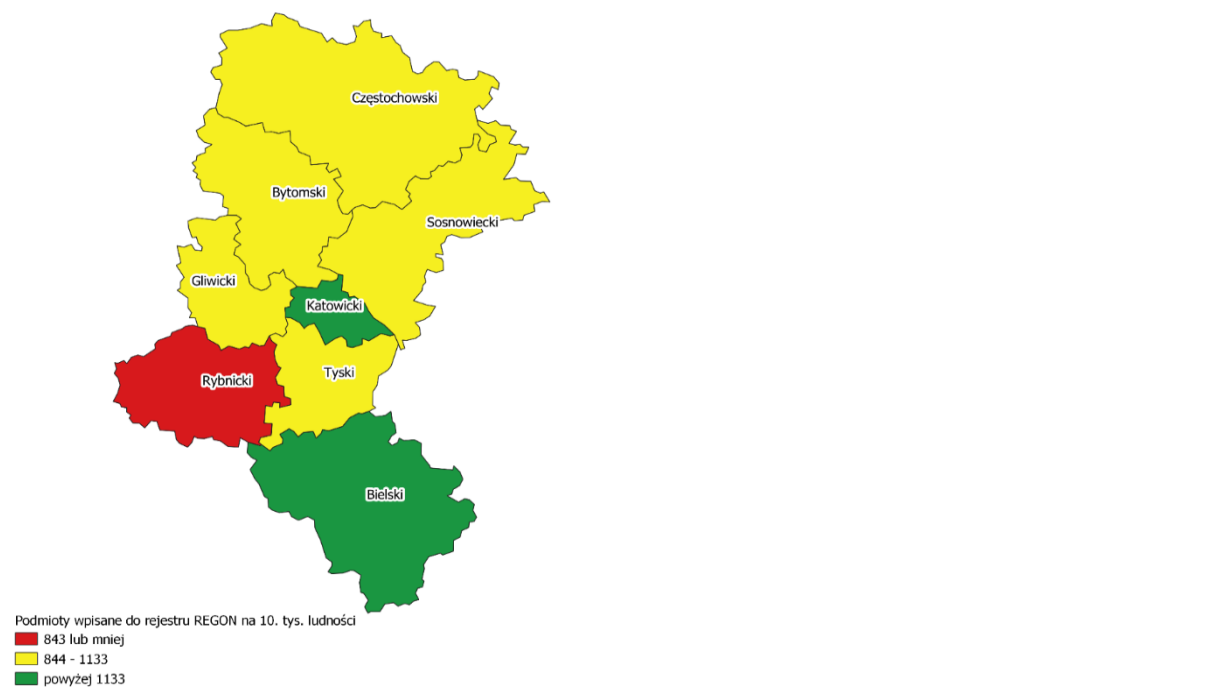 Częstochowski
Bytomski
Sosnowiecki
Gliwicki
Katowicki
Tyski
Rybnicki
Bielski
Podmioty wpisane do rejestru REGON na 10. tys. ludności
843 lub mniej
844 - 1133
powyżej 1133